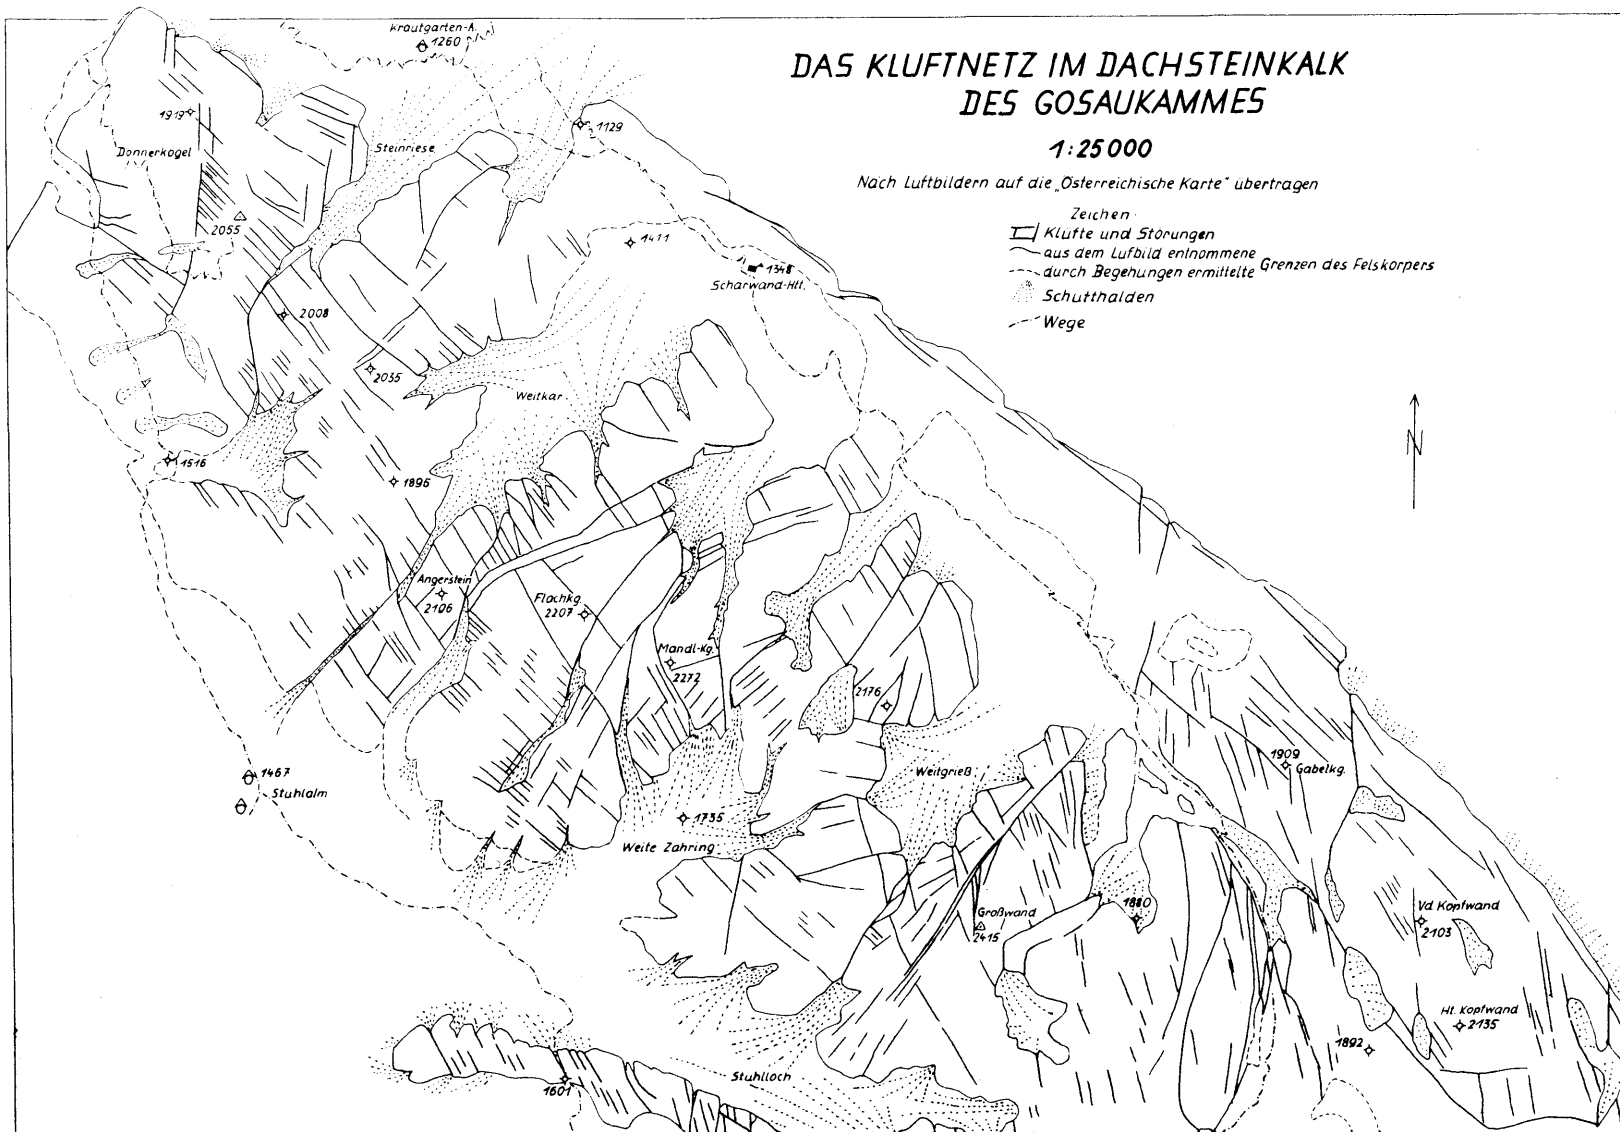 DAS KLUFTNETZ IM DACHSTEINKALK
DES GOSAUKAMMES
1:25000
Nach Luftbildern auf die „Österreichische Karte“ übertragen
Zeichen
Klüfte und Störungen
aus dem Lufbild entnommene
durch Begehungen ermittelte
Grenzen des Felskörpers
Schutthalden
Wege
N
Krautgarten-A.
1260
1919
Donnerkogel
Steinriese
1129
2055
1411
1348
Scharwand-Htt.
2008
2035
Weitkar
1516
1896
Angerstein
2106
Flachkg.
2207
Mandl-Kg.
2272
2176
1467
Stuhlalm
Weitgrieß
1909
Gabelkg.
1735
Weite Zahring
Großwand
2415
1880
Vd. Kopfwand
2103
Ht. Kopfwand
2135
1892
Stuhlloch
1601